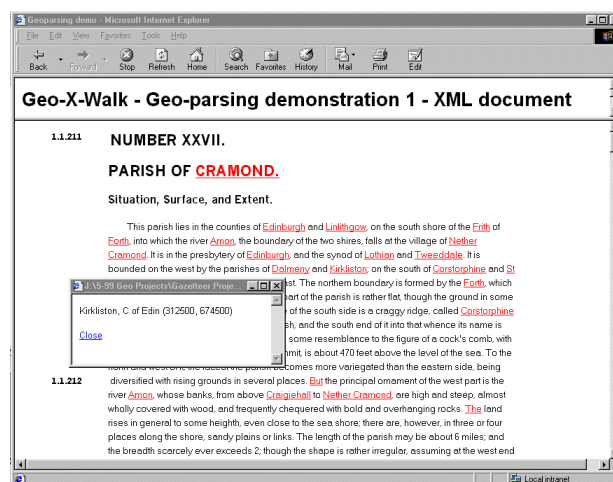 Geoparsing demo - Microsoft Internet Explorer
File Edit View Favorites Tools Help
Back Forward Stop Refresh Home Search Favorites History Mail Print Edit
Geo-X-Walk - Geo-parsing demonstration 1 - XML document
1.1.211 NUMBER XXVII.
PARISH OF CRAMOND.
Situation, Surface, and Extent.
This parish lies in the counties of Edinburgh and Linlithgow, on the south shore of the Frith of
Forth, into which the river Amon, the boundary of the two shires, falls at the village of Nether
Cramond. It is in the presbytery of Edinburgh, and the synod of Lothian and Tweeddale. It is
bounded on the west by the parishes of Dalmeny and Kirkliston; on the south of Corstorphine and St
J:\5-99 Geo Projects\Gazetteer Proje...
Kirkliston, C of Edin (312500, 674500)
Close
ast. The northern boundary is formed by the Forth, which
part of the parish is rather flat, though the ground in some
of the south side is a craggy ridge, called Corstorphine
sh, and the south end of it into that whence its name is
some resemblance to the figure of a cock's comb, with
mit, is about 470 feet above the level of the sea. To the
comes more variegated than the eastern side, being
1.1.212 diversified with rising grounds in several places. But the principal ornament of the west part is the
river Amon, whose banks, from above Craigiehall to Nether Cramond, are high and steep, almost
wholly covered with wood, and frequently chequered with bold and overhanging rocks. The land
rises in general to some heighth, even close to the sea shore; there are, however, in three or four
places along the shore, sandy plains or links. The length of the parish may be about 6 miles; and
the breadth scarcely ever exceeds 2; though the shape is rather irregular, assuming at the west end
Local intranet